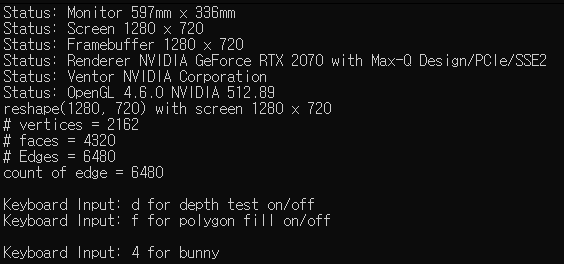 Status: Monitor 597mm x 336mm
Status: Screen 1280 x 720
Status: Framebuffer 1280 x 720
Status: Renderer NVIDIA GeForce RTX 2070 with Max-Q Design/PCIe/SSE2
Status: Ventor NVIDIA Corporation
Status: OpenGL 4.6.0 NVIDIA 512.89
reshape(1280, 720) with screen 1280 x 720
# vertices = 2162
# faces = 4320
# Edges = 6480
count of edge = 6480
Keyboard Input: d for depth test on/off
Keyboard Input: f for polygon fill on/off
Keyboard Input: 4 for bunny